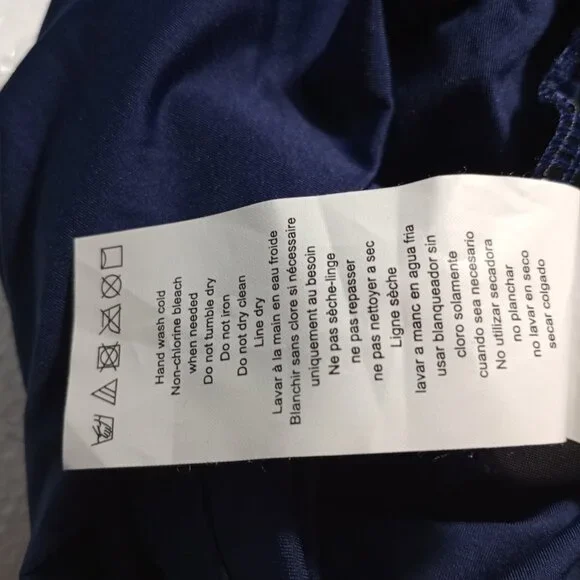 Hand wash cold
Non-chlorine bleach
when needed
Do not tumble dry
Do not iron
Do not dry clean
Line dry
Lavar à la main en eau froide
Blanchir sans clore si nécessaire
uniquement au besoin
Ne pas sèche-linge
ne pas repasser
ne pas nettoyer a sec
Ligne sèche
lavar a manc en agua fria
usar blanqueador sin
cloro solamente
cuando sea necesario
No utilizar secadora
no planchar
no lavar en seco
secar colgado